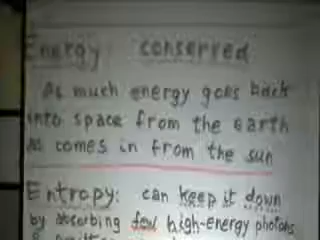 Energy: conserved
As much energy goes back
into space from the earth
as comes in from the sun
Entropy: can keep it down
by absorbing few high-energy photons